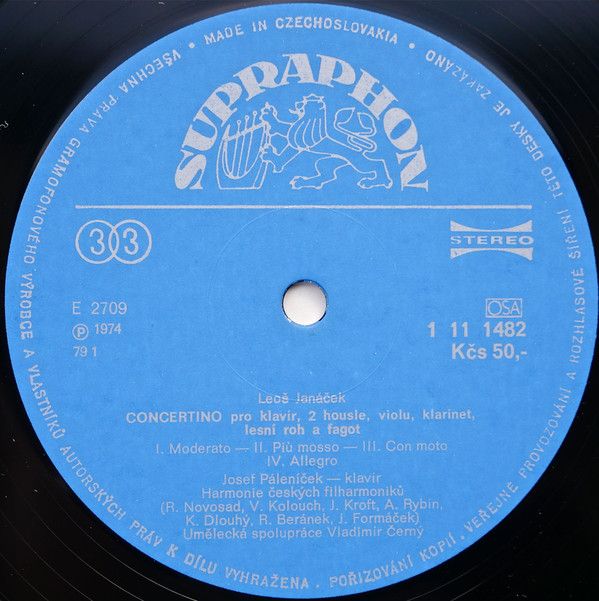 VŠECHNA PRÁVA GRAMOFONOVÉHO VÝROBCE A VLASTNÍKŮ AUTORSKÝCH PRÁV K DÍLU VYHRAŽENA . POŘIZOVÁNÍ KOPIÍ . VEŘEJNÉ PROVOZOVÁNÍ A ROZHLASOVÉ ŠÍŘENÍ TÉTO DESKY JE ZAKÁZÁNO
• MADE IN CZECHOSLOVAKIA •
SUPRAPHON
33
STEREO
E 2709
OSA
Ⓟ 1974
1 11 1482
79 1
Kčs 50,-
Leoš Janáček
CONCERTINO pro klavír, 2 housle, violu, klarinet,
lesní roh a fagot
I. Moderato — II. Più mosso — III. Con moto
IV. Allegro
Josef Páleníček — klavír
Harmonie českých filharmoniků
(R. Novosad, V. Kolouch, J. Kroft, A. Rybín,
K. Dlouhý, R. Beránek, J. Formáček)
Umělecká spolupráce Vladimír Černý